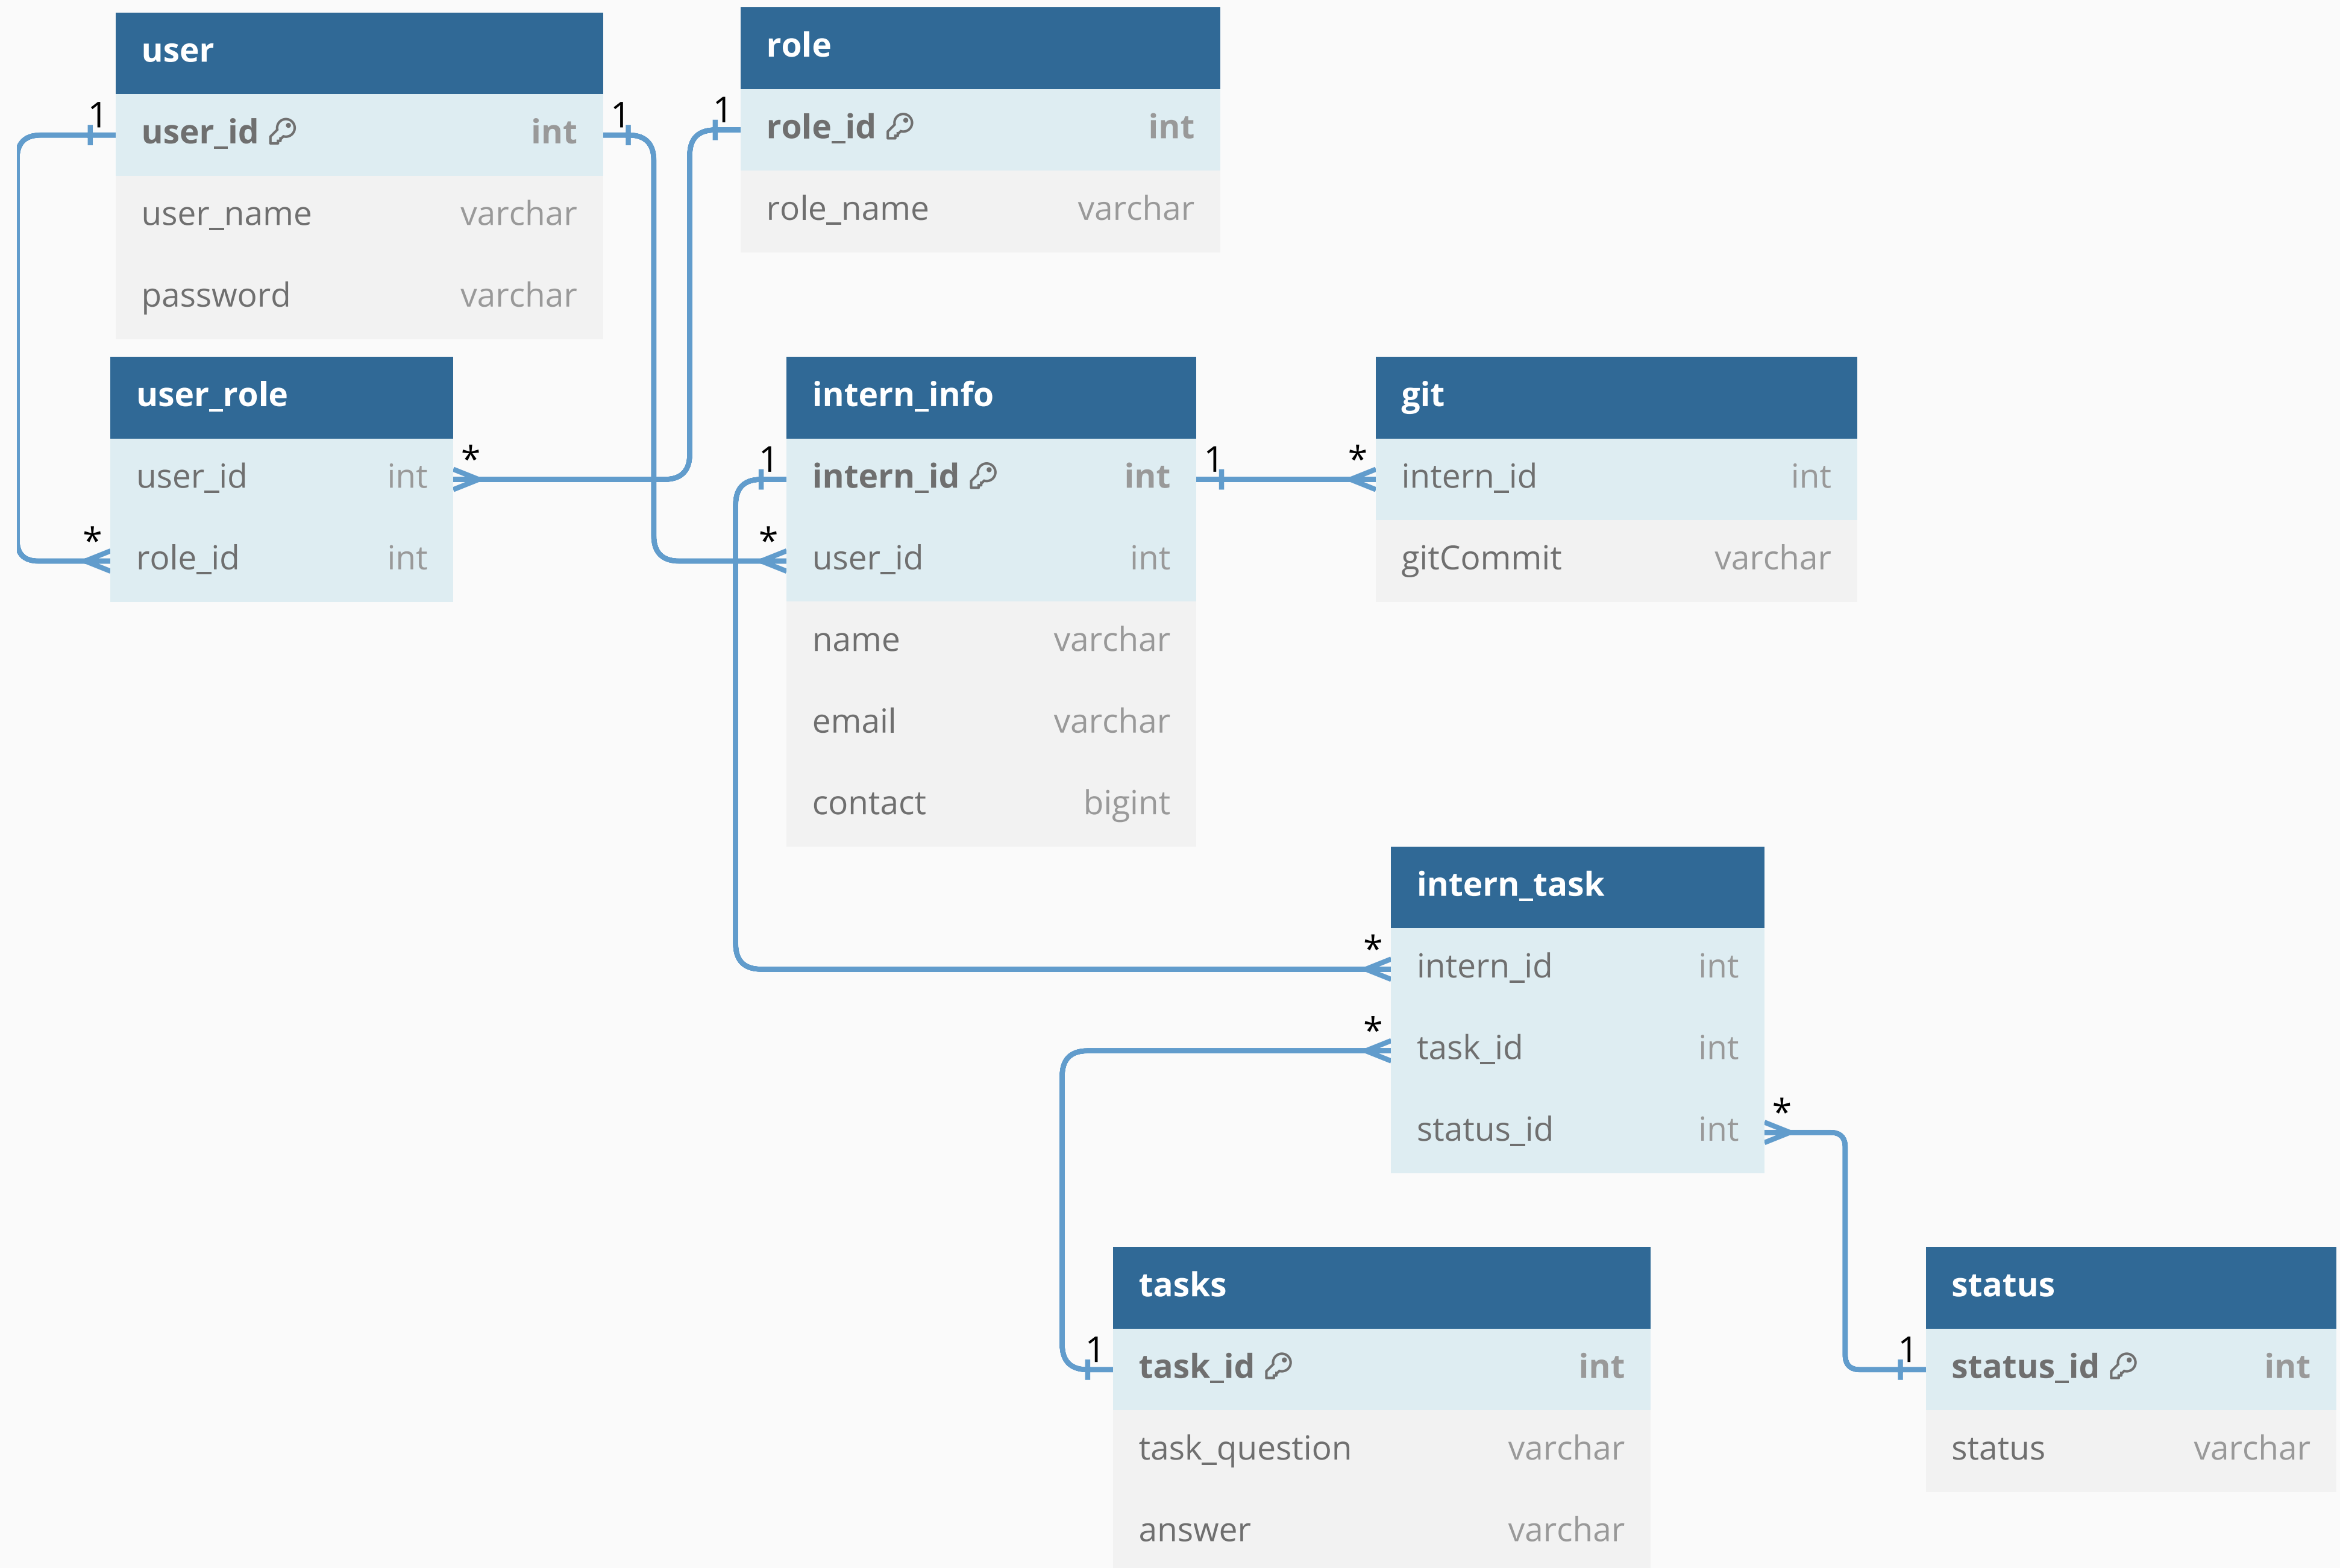 user
1 user_id int 1
user_name varchar
password varchar
role
1 role_id int
role_name varchar
user_role
user_id int *
* role_id int
intern_info
1 intern_id int 1
* user_id int
name varchar
email varchar
contact bigint
git
* intern_id int
gitCommit varchar
intern_task
* intern_id int
* task_id int
status_id int *
tasks
1 task_id int
task_question varchar
answer varchar
status
1 status_id int
status varchar